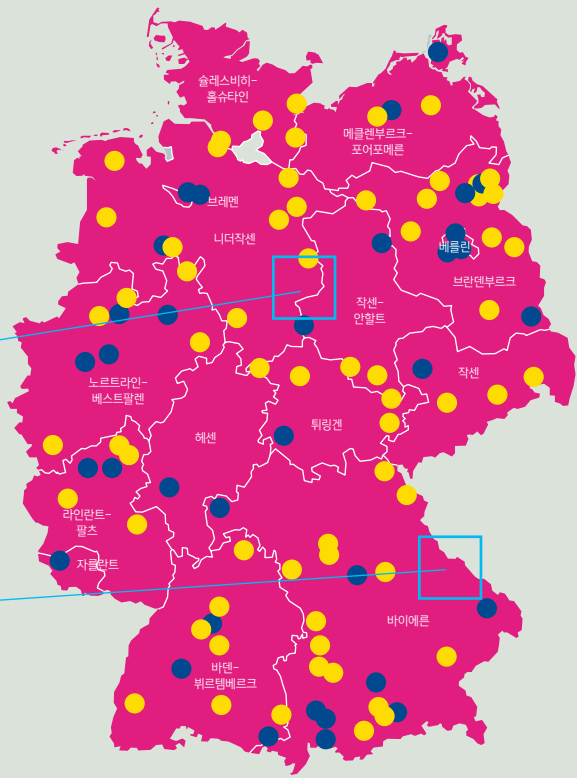 슐레스비히-
홀슈타인
메클렌부르크-
포어포메른
브레멘
니더작센
베를린
브란덴부르크
작센-
안할트
작센
노르트라인-
베스트팔렌
헤센
튀링겐
라인란트-
팔츠
자를란트
바이에른
바덴-
뷔르템베르크